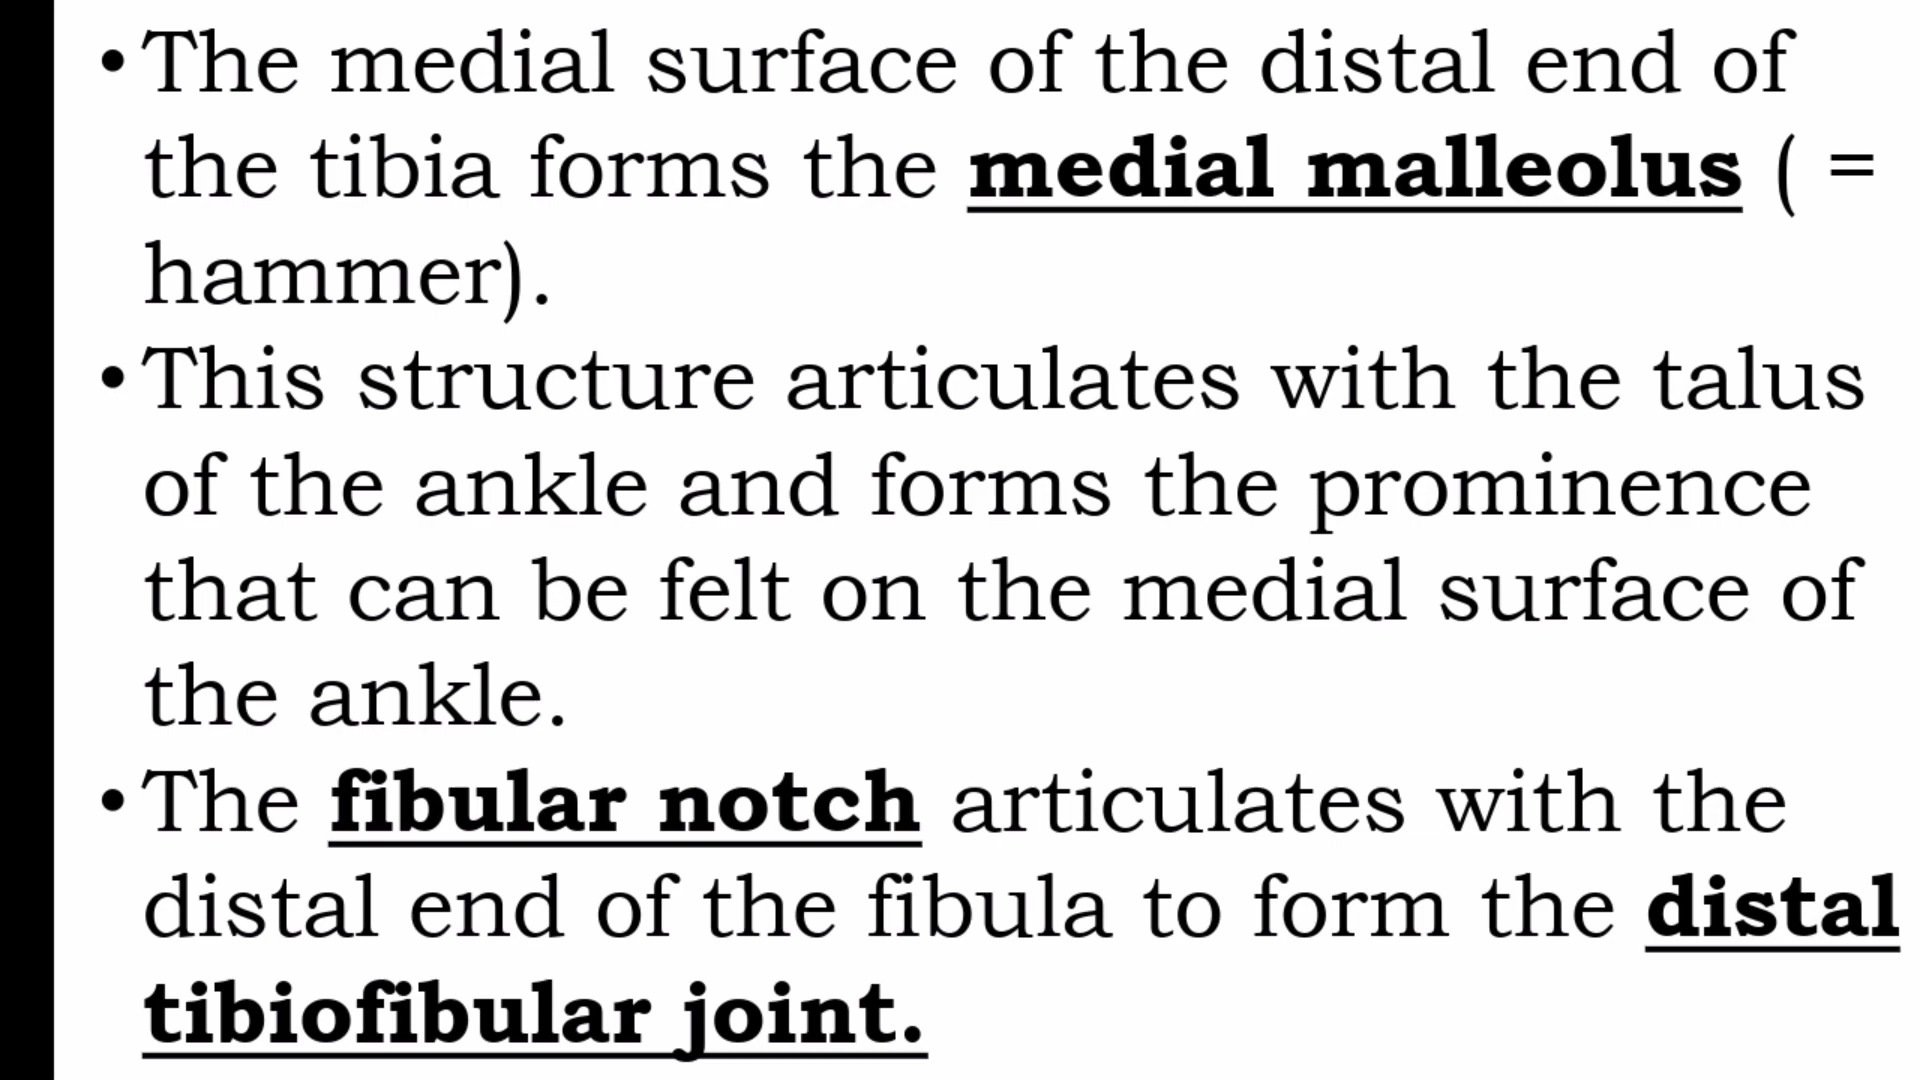 •The medial surface of the distal end of
the tibia forms the medial malleolus ( =
hammer).
•This structure articulates with the talus
of the ankle and forms the prominence
that can be felt on the medial surface of
the ankle.
•The fibular notch articulates with the
distal end of the fibula to form the distal
tibiofibular joint.